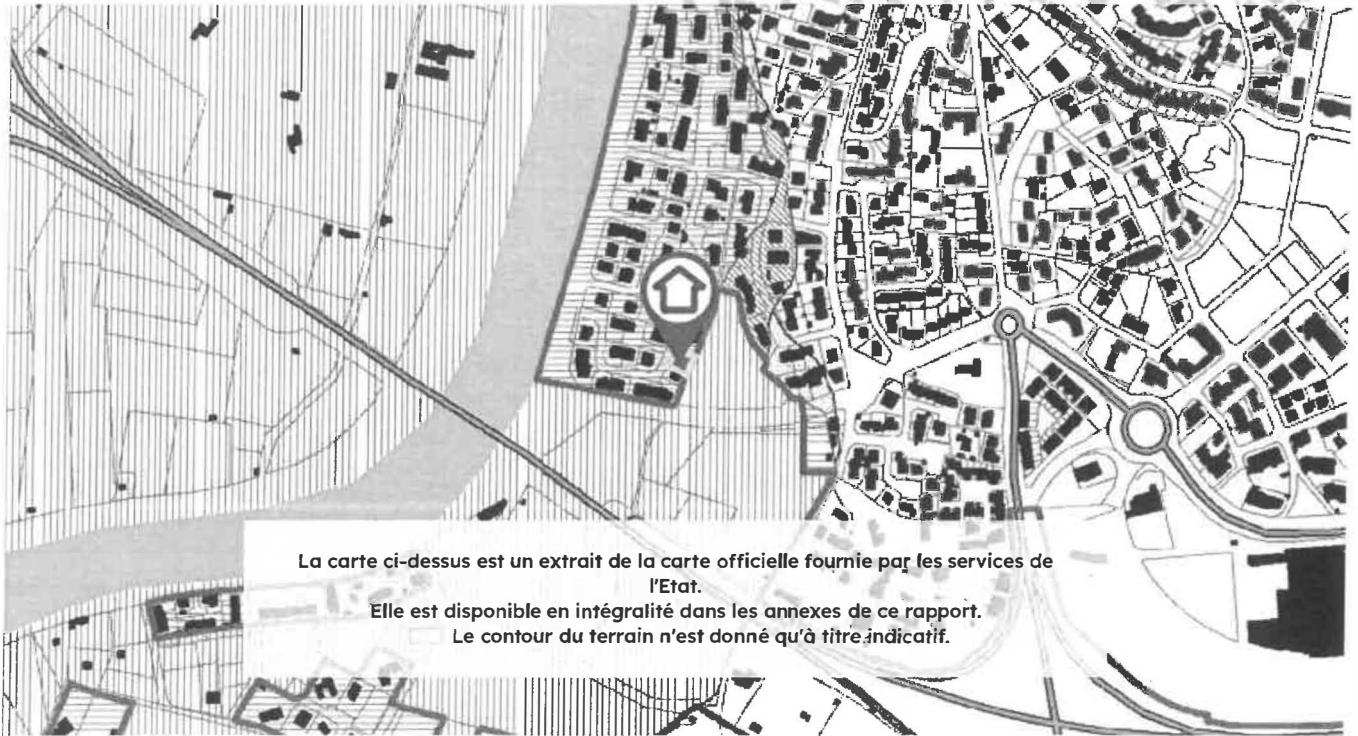 La carte ci-dessus est un extrait de la carte officielle fournie par les services de
l'Etat.
Elle est disponible en intégralité dans les annexes de ce rapport.
Le contour du terrain n'est donné qu'à titre indicatif.